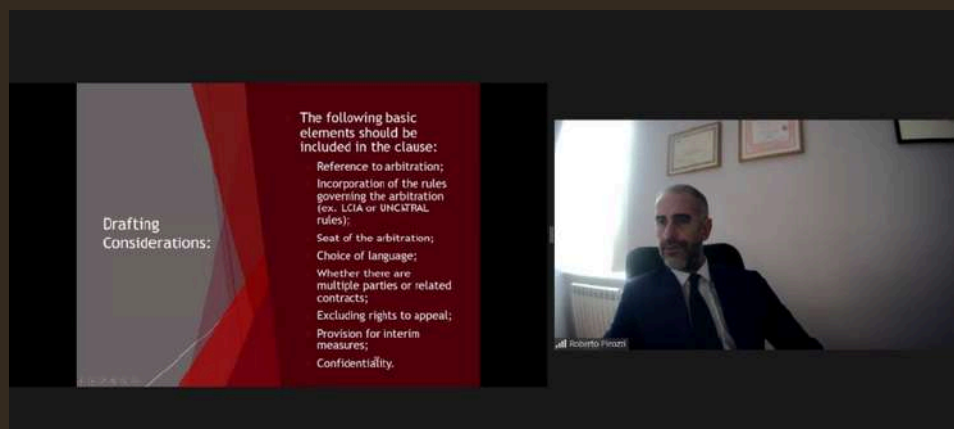 Drafting
Considerations:
The following basic
elements should be
included in the clause:
Reference to arbitration;
Incorporation of the rules
governing the arbitration
(ex. LCIA or UNCATRAL
rules);
Seat of the arbitration;
Choice of language;
Whether there are
multiple parties or related
contracts;
Excluding rights to appeal;
Provision for interim
measures;
Confidentiality.
Roberto